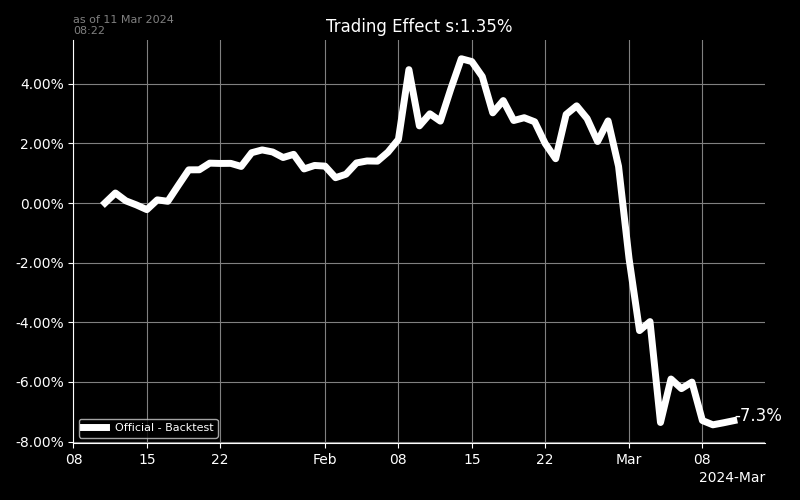 as of 11 Mar 2024
08:22
Trading Effect s:1.35%
4.00%
2.00%
0.00%
-2.00%
-4.00%
-6.00%
-8.00%
Official - Backtest
-7.3%
08 15 22 Feb 08 15 22 Mar 08
2024-Mar